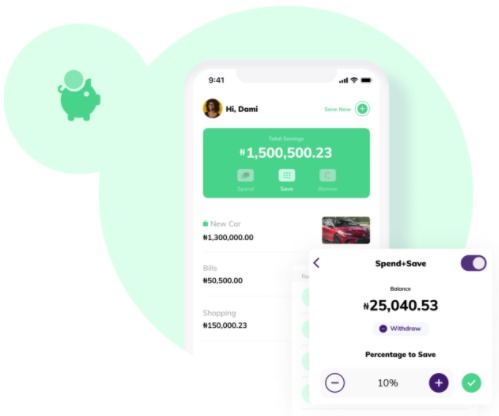 9:41
Hi, Dami
Save New
Total Savings
₦1,500,500.23
Spend Save Borrow
New Car
₦1,300,000.00
Bills
₦50,500.00
Shopping
₦150,000.23
Spend+Save
Balance
₦25,040.53
Withdraw
Percentage to Save
10%